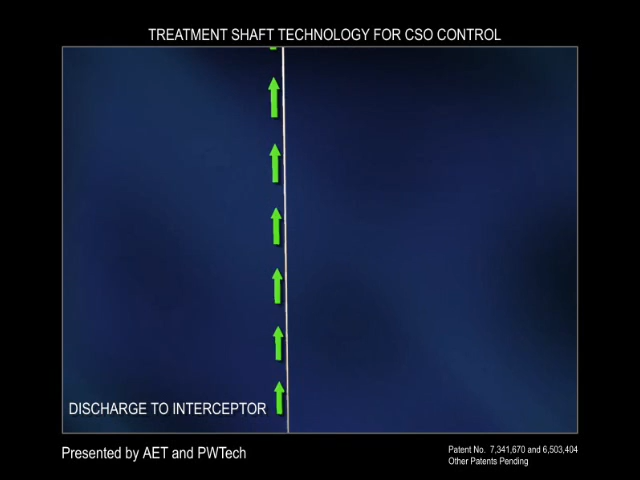 TREATMENT SHAFT TECHNOLOGY FOR CSO CONTROL
DISCHARGE TO INTERCEPTOR
Presented by AET and PWTech
Patent No. 7,341,670 and 6,503,404
Other Patents Pending